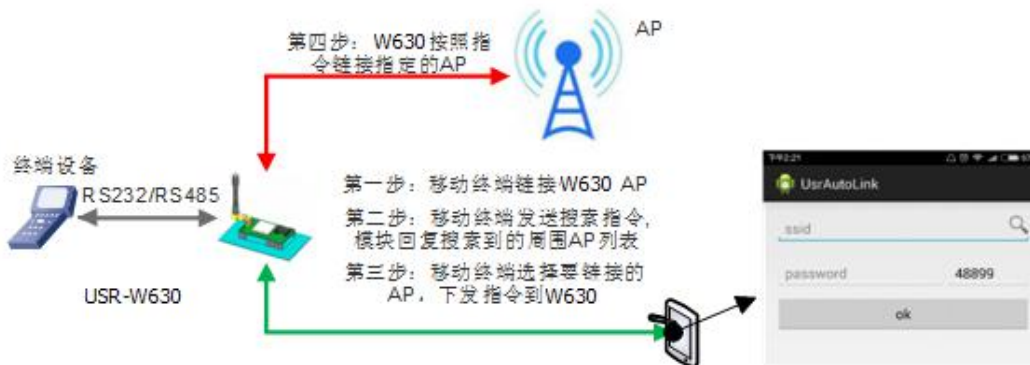 AP
第四步：W630按照指
令链接指定的AP
终端设备
RS232/RS485
USR-W630
第一步：移动终端链接W630 AP
第二步：移动终端发送搜索指令，
模块回复搜索到的周围AP列表
第三步：移动终端选择要链接的
AP，下发指令到W630
下午2:21
UsrAutoLink
ssid
password
48899
ok